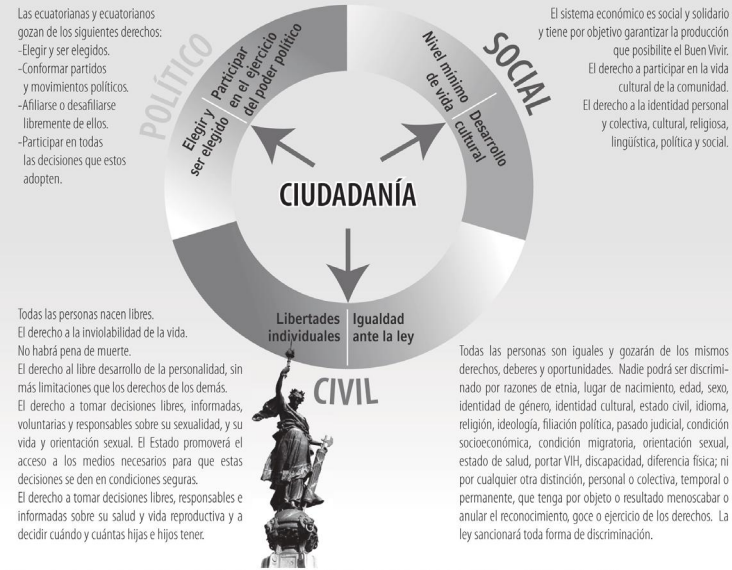 Las ecuatorianas y ecuatorianos
gozan de los siguientes derechos:
-Elegir y ser elegidos.
-Conformar partidos
y movimientos políticos.
-Afiliarse o desafiliarse
libremente de ellos.
-Participar en todas
las decisiones que estos
adopten.
POLÍTICO
Elegir y
ser elegido
Participar
en el ejercicio
del poder político
SOCIAL
Nivel mínimo
de vida
Desarrollo
cultural
El sistema económico es social y solidario
y tiene por objetivo garantizar la producción
que posibilite el Buen Vivir.
El derecho a participar en la vida
cultural de la comunidad.
El derecho a la identidad personal
y colectiva, cultural, religiosa,
lingüística, política y social.
CIUDADANÍA
Libertades
individuales
Igualdad
ante la ley
CIVIL
Todas las personas nacen libres.
El derecho a la inviolabilidad de la vida.
No habrá pena de muerte.
El derecho al libre desarrollo de la personalidad, sin
más limitaciones que los derechos de los demás.
El derecho a tomar decisiones libres, informadas,
voluntarias y responsables sobre su sexualidad, y su
vida y orientación sexual. El Estado promoverá el
acceso a los medios necesarios para que estas
decisiones se den en condiciones seguras.
El derecho a tomar decisiones libres, responsables e
informadas sobre su salud y vida reproductiva y a
decidir cuándo y cuántas hijas e hijos tener.
Todas las personas son iguales y gozarán de los mismos
derechos, deberes y oportunidades. Nadie podrá ser discrimi-
nado por razones de etnia, lugar de nacimiento, edad, sexo,
identidad de género, identidad cultural, estado civil, idioma,
religión, ideología, filiación política, pasado judicial, condición
socioeconómica, condición migratoria, orientación sexual,
estado de salud, portar VIH, discapacidad, diferencia física; ni
por cualquier otra distinción, personal o colectiva, temporal o
permanente, que tenga por objeto o resultado menoscabar o
anular el reconocimiento, goce o ejercicio de los derechos. La
ley sancionará toda forma de discriminación.